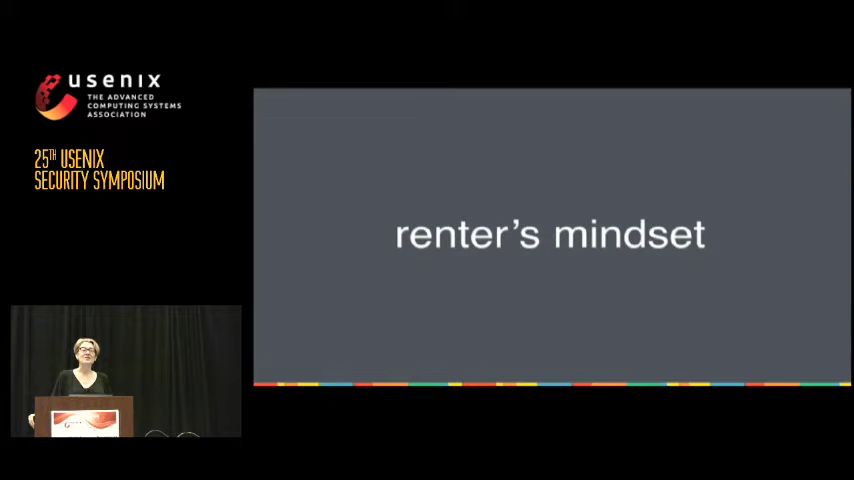 usenix
THE ADVANCED
COMPUTING SYSTEMS
ASSOCIATION
25TH USENIX
SECURITY SYMPOSIUM
renter's mindset